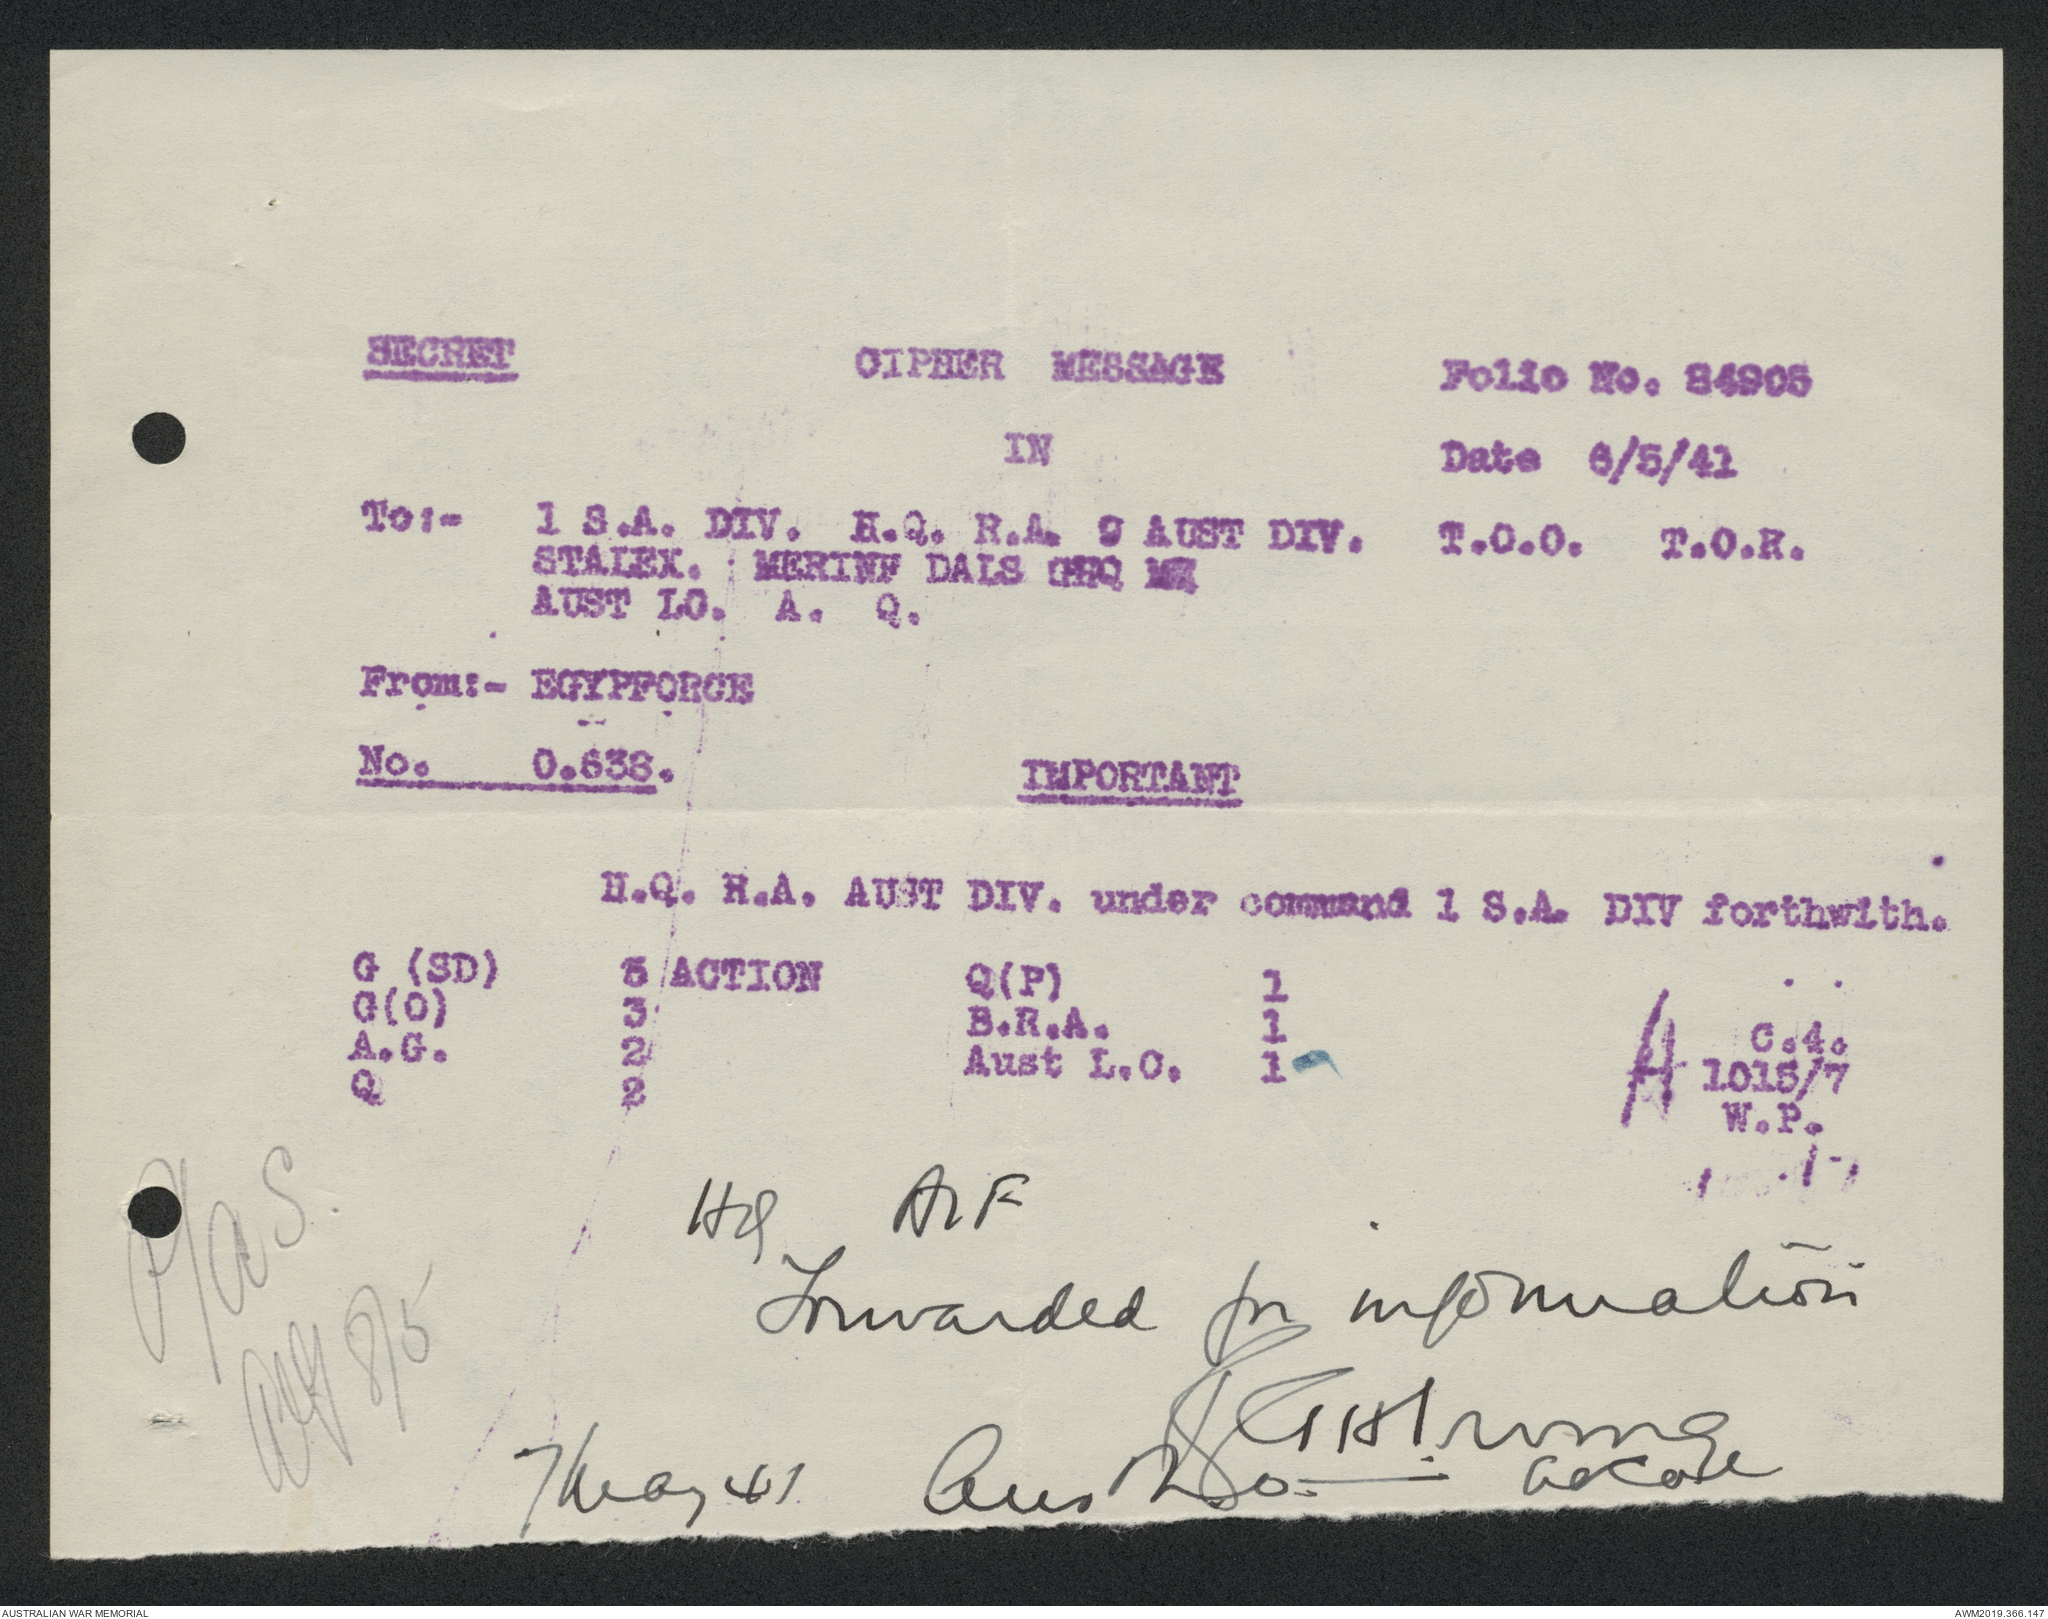 SECRET CIPHER MESSAGE Folio No. 84905
IN
Date 6/5/41
To:- 1 S.A. DIV. H.Q. R.A. 9 AUST DIV. T.O.O. T.O.R.
STALEX. MERINF DALS GHQ ME
AUST LO. A. Q.
From:- EGYPFORCE
No. O.638.
IMPORTANT
H.Q. R.A. AUST DIV. under command 1 S.A. DIV forthwith.
G (SD) 5 ACTION Q(P) 1
G(O) 3 B.R.A. 1
A.G. 2 Aust L.O. 1
Q 2
C.4.
1015/7
W.P.
HQ AIF
Forwarded for information
8/5
7 May 41 Aust L.O.
AUSTRALIAN WAR MEMORIAL
AWM2019.366.147